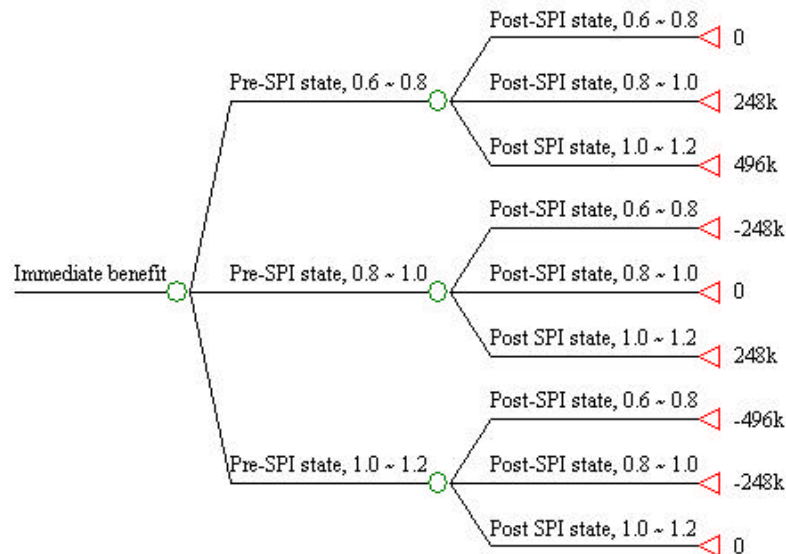 Post-SPI state, 0.6 ~ 0.8
0
Pre-SPI state, 0.6 ~ 0.8
Post-SPI state, 0.8 ~ 1.0
248k
Post SPI state, 1.0 ~ 1.2
496k
Post-SPI state, 0.6 ~ 0.8
-248k
Immediate benefit
Pre-SPI state, 0.8 ~ 1.0
Post-SPI state, 0.8 ~ 1.0
0
Post SPI state, 1.0 ~ 1.2
248k
Post-SPI state, 0.6 ~ 0.8
-496k
Pre-SPI state, 1.0 ~ 1.2
Post-SPI state, 0.8 ~ 1.0
-248k
Post SPI state, 1.0 ~ 1.2
0